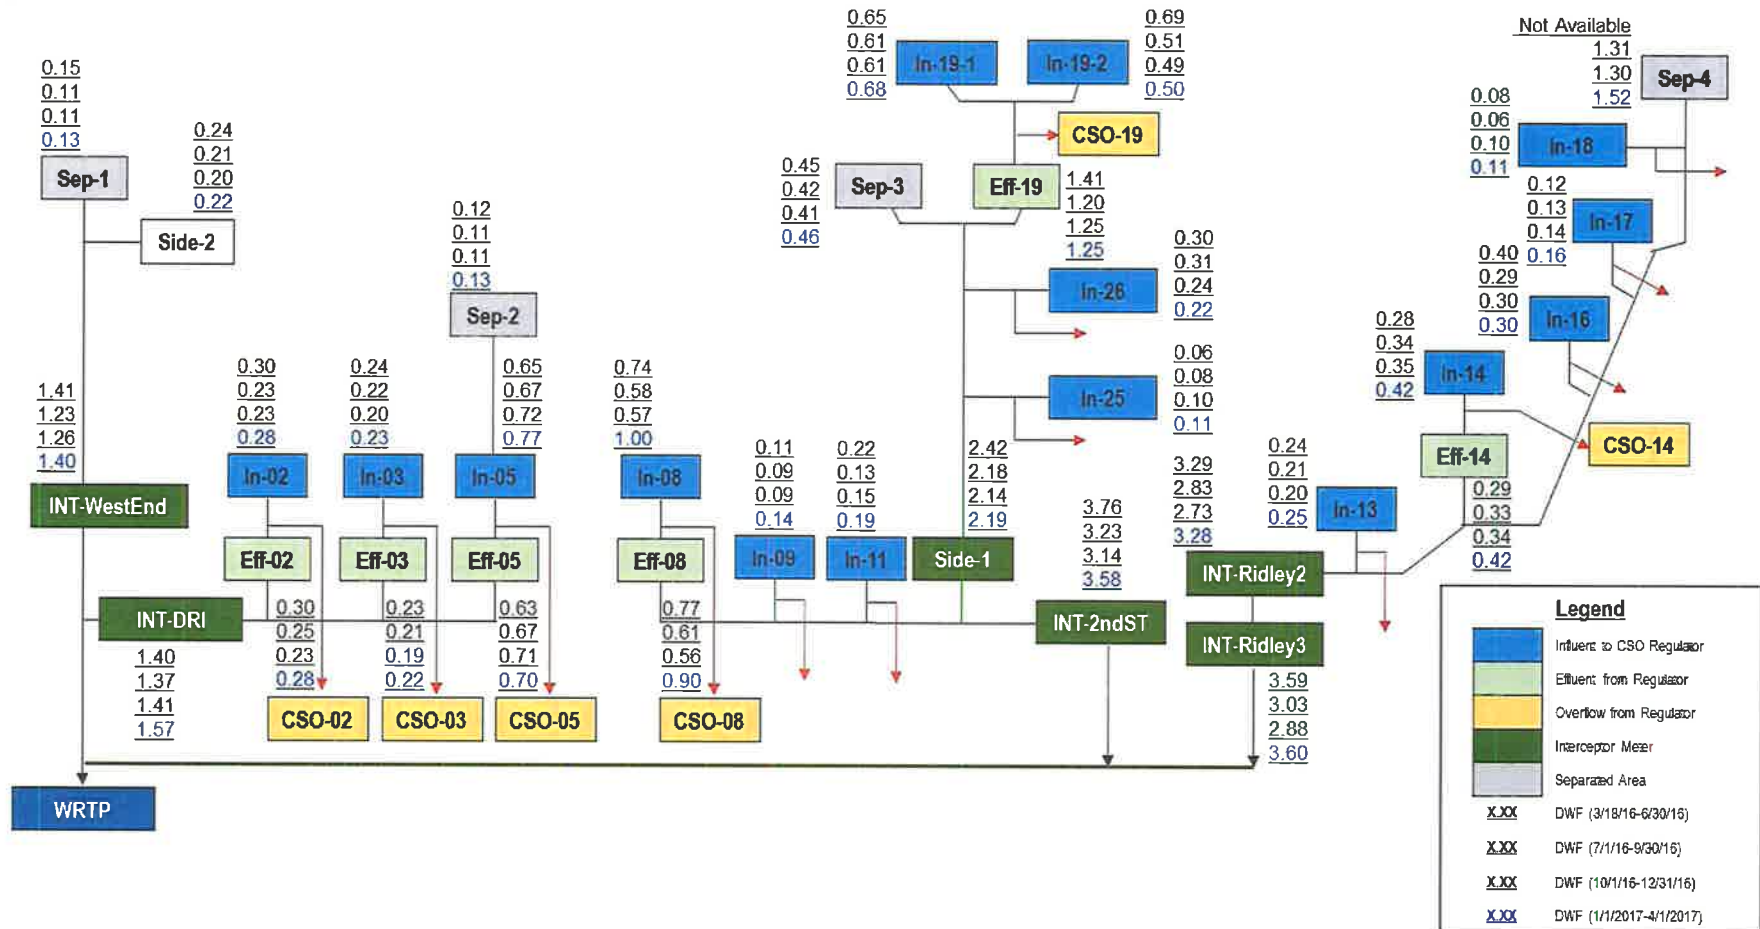 0.15
0.11
0.11
0.13
Sep-1
0.24
0.21
0.20
0.22
Side-2
1.41
1.23
1.26
1.40
INT-WestEnd
INT-DRI
1.40
1.37
1.41
1.57
WRTP
0.30
0.23
0.23
0.28
In-02
Eff-02
0.30
0.25
0.23
0.28
CSO-02
0.24
0.22
0.20
0.23
In-03
Eff-03
0.23
0.21
0.19
0.22
CSO-03
0.12
0.11
0.11
0.13
Sep-2
0.65
0.67
0.72
0.77
In-05
Eff-05
0.63
0.67
0.71
0.70
CSO-05
0.74
0.58
0.57
1.00
In-08
Eff-08
0.77
0.61
0.56
0.90
CSO-08
0.11
0.09
0.09
0.14
In-09
0.22
0.13
0.15
0.19
In-11
0.65
0.61
0.61
0.68
In-19-1
In-19-2
0.69
0.51
0.49
0.50
CSO-19
0.45
0.42
0.41
0.46
Sep-3
Eff-19
1.41
1.20
1.25
1.25
In-26
0.30
0.31
0.24
0.22
In-25
0.06
0.08
0.10
0.11
2.42
2.18
2.14
2.19
Side-1
3.76
3.23
3.14
3.58
INT-2ndST
3.29
2.83
2.73
3.28
INT-Ridley2
INT-Ridley3
3.59
3.03
2.88
3.60
0.24
0.21
0.20
0.25
In-13
0.28
0.34
0.35
0.42
In-14
Eff-14
0.29
0.33
0.34
0.42
CSO-14
0.40
0.29
0.30
0.30
In-16
0.12
0.13
0.14
0.16
In-17
0.08
0.06
0.10
0.11
In-18
Not Available
1.31
1.30
1.52
Sep-4
Legend
Influent to CSO Regulator
Effluent from Regulator
Overflow from Regulator
Interceptor Meter
Separated Area
X.XX DWF (3/18/16-6/30/16)
X.XX DWF (7/1/16-9/30/16)
X.XX DWF (10/1/16-12/31/16)
X.XX DWF (1/1/2017-4/1/2017)